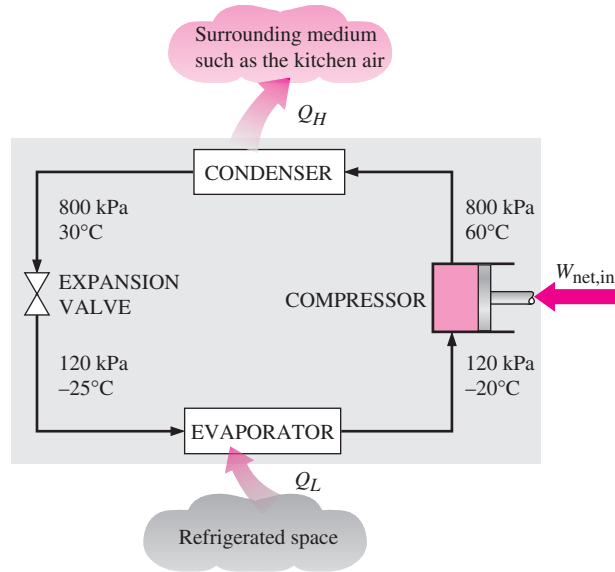 Surrounding medium
such as the kitchen air
Q_H
CONDENSER
800 kPa
30°C
800 kPa
60°C
EXPANSION
VALVE
COMPRESSOR
W_net,in
120 kPa
–25°C
120 kPa
–20°C
EVAPORATOR
Q_L
Refrigerated space